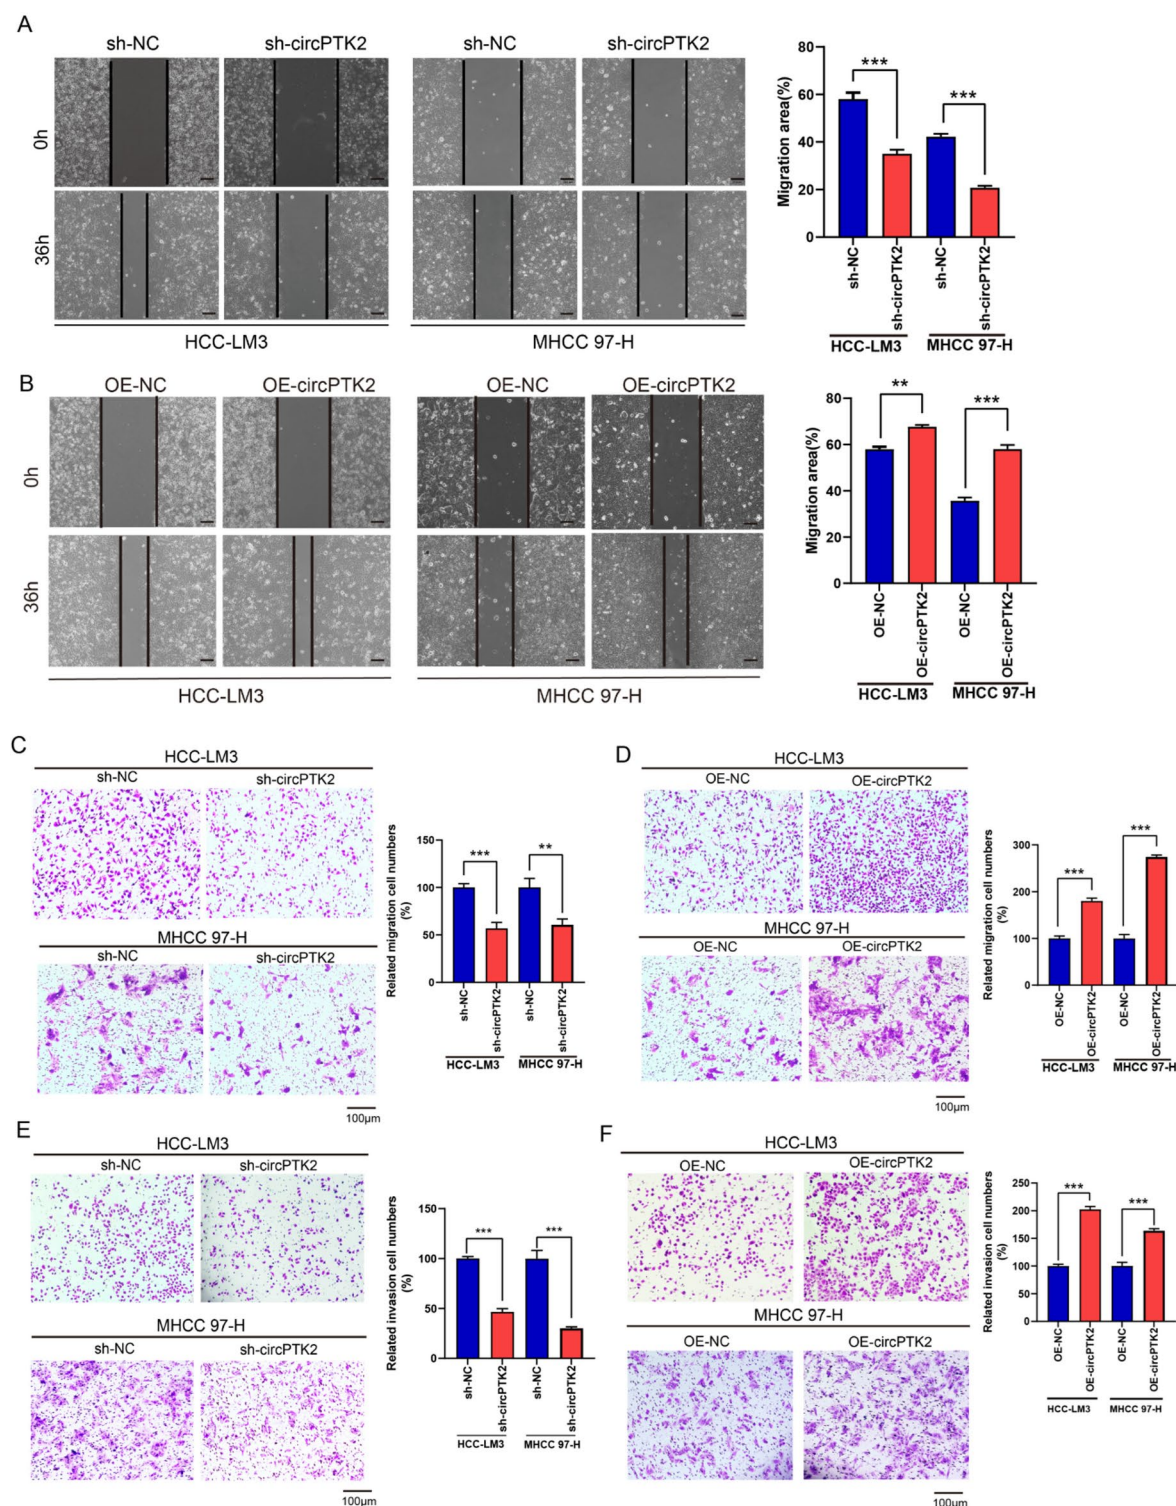 A
sh-NC sh-circPTK2 sh-NC sh-circPTK2
0h
36h
HCC-LM3 MHCC 97-H
Migration area(%)
80
60
40
20
0
*** ***
sh-NC sh-circPTK2 sh-NC sh-circPTK2
HCC-LM3 MHCC 97-H
B
OE-NC OE-circPTK2 OE-NC OE-circPTK2
0h
36h
HCC-LM3 MHCC 97-H
Migration area(%)
80
60
40
20
0
** ***
OE-NC OE-circPTK2 OE-NC OE-circPTK2
HCC-LM3 MHCC 97-H
C
HCC-LM3
sh-NC sh-circPTK2
MHCC 97-H
sh-NC sh-circPTK2
100μm
Related migration cell numbers
(%)
150
100
50
0
*** **
sh-NC sh-circPTK2 sh-NC sh-circPTK2
HCC-LM3 MHCC 97-H
D
HCC-LM3
OE-NC OE-circPTK2
MHCC 97-H
OE-NC OE-circPTK2
100μm
Related migration cell numbers
(%)
300
200
100
0
*** ***
OE-NC OE-circPTK2 OE-NC OE-circPTK2
HCC-LM3 MHCC 97-H
E
HCC-LM3
sh-NC sh-circPTK2
MHCC 97-H
sh-NC sh-circPTK2
100μm
Related invasion cell numbers
(%)
150
100
50
0
*** ***
sh-NC sh-circPTK2 sh-NC sh-circPTK2
HCC-LM3 MHCC 97-H
F
HCC-LM3
OE-NC OE-circPTK2
MHCC 97-H
OE-NC OE-circPTK2
100μm
Related invasion cell numbers
(%)
250
200
150
100
50
0
*** ***
OE-NC OE-circPTK2 OE-NC OE-circPTK2
HCC-LM3 MHCC 97-H